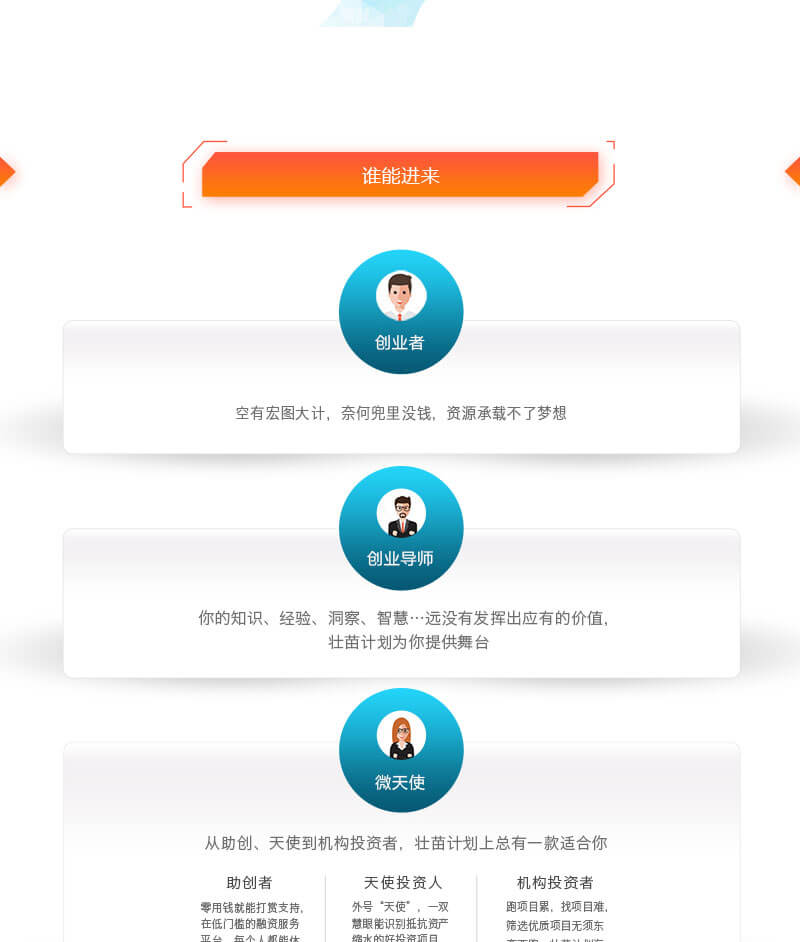 谁能进来
创业者
空有宏图大计，奈何兜里没钱，资源承载不了梦想
创业导师
你的知识、经验、洞察、智慧…远没有发挥出应有的价值，
壮苗计划为你提供舞台
微天使
从助创、天使到机构投资者，壮苗计划上总有一款适合你
助创者
零用钱就能打赏支持，
在低门槛的融资服务
平台，每个人都能体
天使投资人
外号“天使”，一双
慧眼能识别抵抗资产
缩水的好投资项目
机构投资者
跑项目累，找项目难，
筛选优质项目无须东